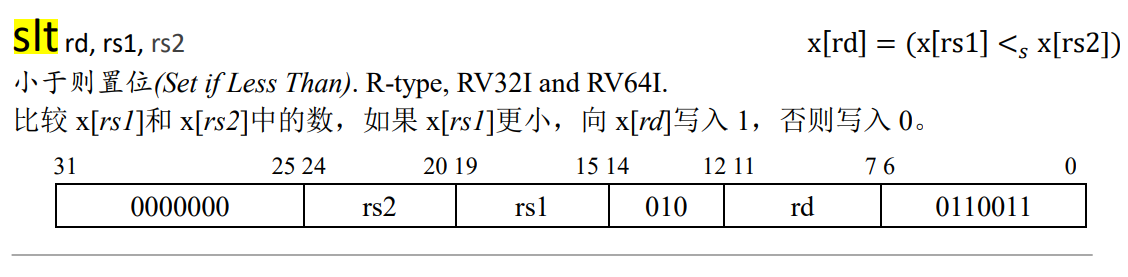 slt rd, rs1, rs2 x[rd] = (x[rs1] <ₛ x[rs2])
小于则置位(Set if Less Than). R-type, RV32I and RV64I.
比较 x[rs1]和 x[rs2]中的数，如果 x[rs1]更小，向 x[rd]写入 1，否则写入 0。
31 25 24 20 19 15 14 12 11 7 6 0
0000000 rs2 rs1 010 rd 0110011